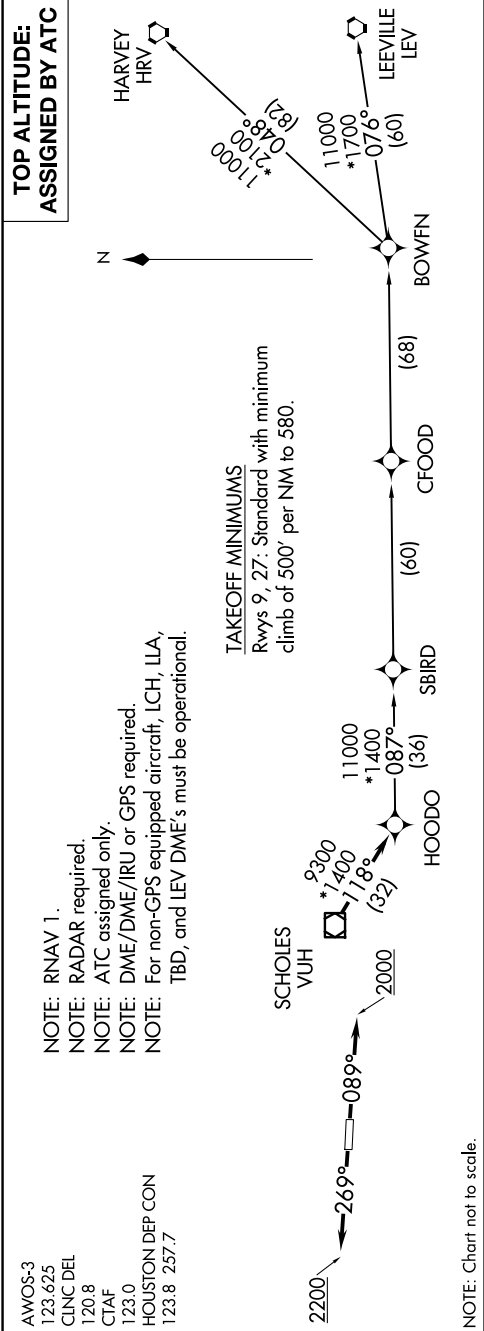 TOP ALTITUDE:
ASSIGNED BY ATC
AWOS-3
123.625
CLNC DEL
120.8
CTAF
123.0
HOUSTON DEP CON
123.8 257.7
NOTE: RNAV 1.
NOTE: RADAR required.
NOTE: ATC assigned only.
NOTE: DME/DME/IRU or GPS required.
NOTE: For non-GPS equipped aircraft, LCH, LLA,
TBD, and LEV DME's must be operational.
TAKEOFF MINIMUMS
Rwys 9, 27: Standard with minimum
climb of 500' per NM to 580.
N
HARVEY
HRV
11000
*2100
048°
(82)
LEEVILLE
LEV
11000
*1700
076°
(60)
BOWFN
(68)
CFOOD
(60)
SBIRD
11000
*1400
087°
(36)
HOODO
9300
*1400
118°
(32)
SCHOLES
VUH
2000
089°
269°
2200
NOTE: Chart not to scale.